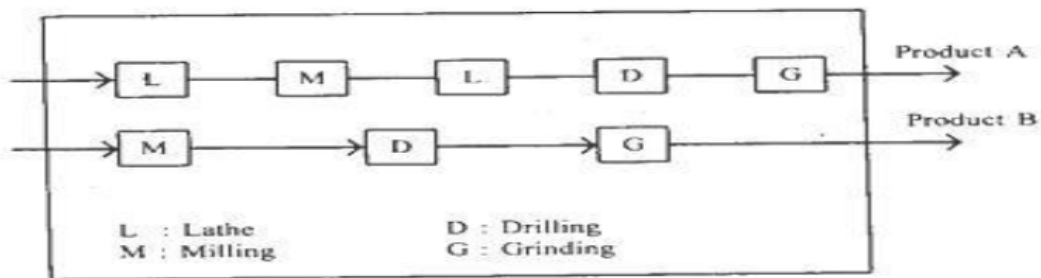 Product A
L M L D G
Product B
M D G
L : Lathe D : Drilling
M : Milling G : Grinding